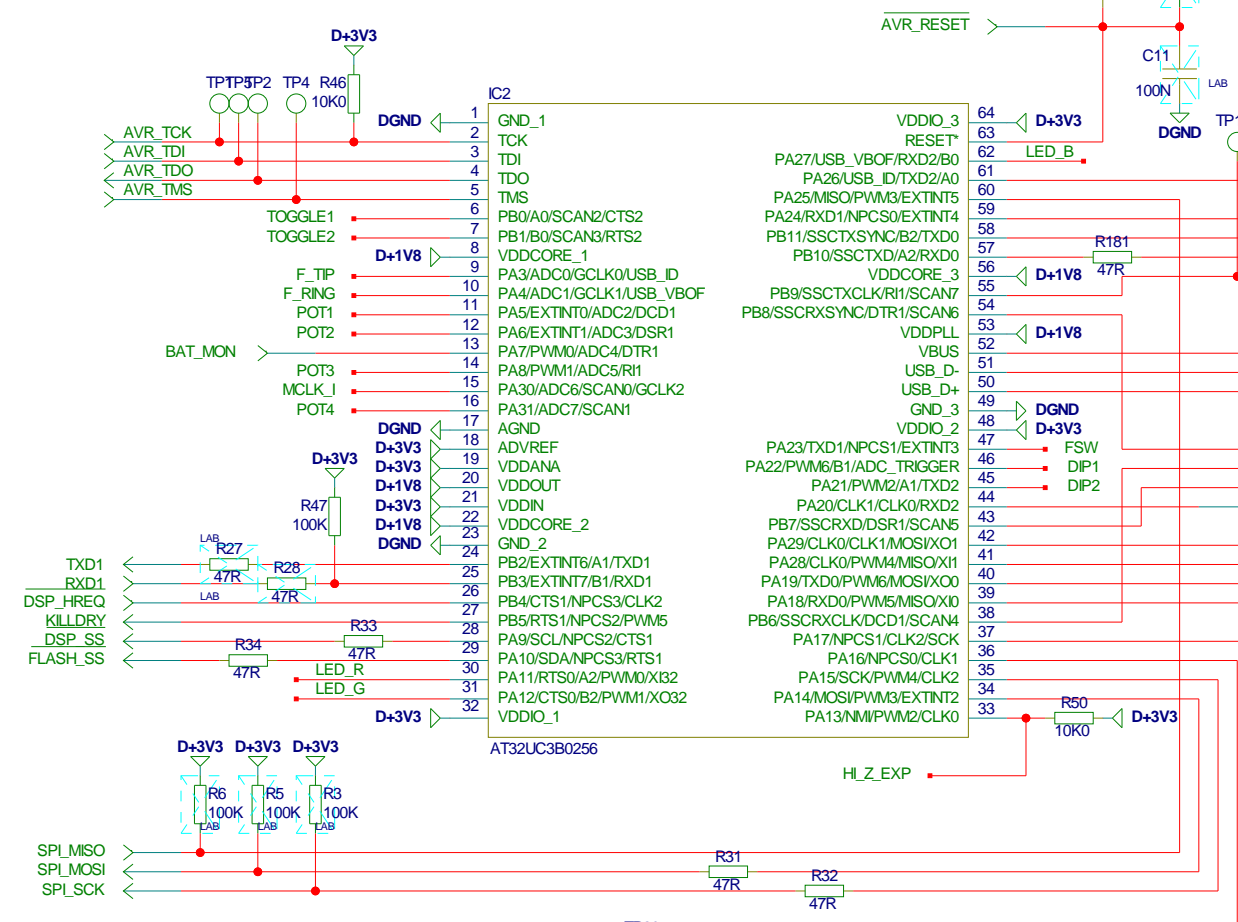 AVR_RESET
D+3V3
C11
100N
LAB
DGND
TP1
TP5
TP2
TP4
R46
10K0
IC2
DGND 1 GND_1
AVR_TCK 2 TCK
AVR_TDI 3 TDI
AVR_TDO 4 TDO
AVR_TMS 5 TMS
TOGGLE1 6 PB0/A0/SCAN2/CTS2
TOGGLE2 7 PB1/B0/SCAN3/RTS2
D+1V8 8 VDDCORE_1
F_TIP 9 PA3/ADC0/GCLK0/USB_ID
F_RING 10 PA4/ADC1/GCLK1/USB_VBOF
POT1 11 PA5/EXTINT0/ADC2/DCD1
POT2 12 PA6/EXTINT1/ADC3/DSR1
BAT_MON 13 PA7/PWM0/ADC4/DTR1
POT3 14 PA8/PWM1/ADC5/RI1
MCLK_I 15 PA30/ADC6/SCAN0/GCLK2
POT4 16 PA31/ADC7/SCAN1
DGND 17 AGND
D+3V3 18 ADVREF
D+3V3 19 VDDANA
D+1V8 20 VDDOUT
D+3V3 21 VDDIN
D+1V8 22 VDDCORE_2
DGND 23 GND_2
D+3V3
R47
100K
TXD1 24 PB2/EXTINT6/A1/TXD1
LAB
R27
47R
RXD1 25 PB3/EXTINT7/B1/RXD1
R28
47R
LAB
DSP_HREQ 26 PB4/CTS1/NPCS3/CLK2
KILLDRY 27 PB5/RTS1/NPCS2/PWM5
DSP_SS 28 PA9/SCL/NPCS2/CTS1
R33
47R
FLASH_SS 29 PA10/SDA/NPCS3/RTS1
R34
47R
LED_R 30 PA11/RTS0/A2/PWM0/XI32
LED_G 31 PA12/CTS0/B2/PWM1/XO32
D+3V3 32 VDDIO_1
VDDIO_3 64 D+3V3
RESET* 63
PA27/USB_VBOF/RXD2/B0 62 LED_B
PA26/USB_ID/TXD2/A0 61
PA25/MISO/PWM3/EXTINT5 60
PA24/RXD1/NPCS0/EXTINT4 59
PB11/SSCTXSYNC/B2/TXD0 58
PB10/SSCTXD/A2/RXD0 57
R181
47R
VDDCORE_3 56 D+1V8
PB9/SSCTXCLK/RI1/SCAN7 55
PB8/SSCRXSYNC/DTR1/SCAN6 54
VDDPLL 53 D+1V8
VBUS 52
USB_D- 51
USB_D+ 50
GND_3 49 DGND
VDDIO_2 48 D+3V3
PA23/TXD1/NPCS1/EXTINT3 47 FSW
PA22/PWM6/B1/ADC_TRIGGER 46 DIP1
PA21/PWM2/A1/TXD2 45 DIP2
PA20/CLK1/CLK0/RXD2 44
PB7/SSCRXD/DSR1/SCAN5 43
PA29/CLK0/CLK1/MOSI/XO1 42
PA28/CLK0/PWM4/MISO/XI1 41
PA19/TXD0/PWM6/MOSI/XO0 40
PA18/RXD0/PWM5/MISO/XI0 39
PB6/SSCRXCLK/DCD1/SCAN4 38
PA17/NPCS1/CLK2/SCK 37
PA16/NPCS0/CLK1 36
PA15/SCK/PWM4/CLK2 35
PA14/MOSI/PWM3/EXTINT2 34
PA13/NMI/PWM2/CLK0 33
R50
10K0
D+3V3
AT32UC3B0256
HI_Z_EXP
D+3V3 D+3V3 D+3V3
R6 R5 R3
100K 100K 100K
LAB LAB LAB
SPI_MISO
SPI_MOSI
R31
47R
SPI_SCK
R32
47R